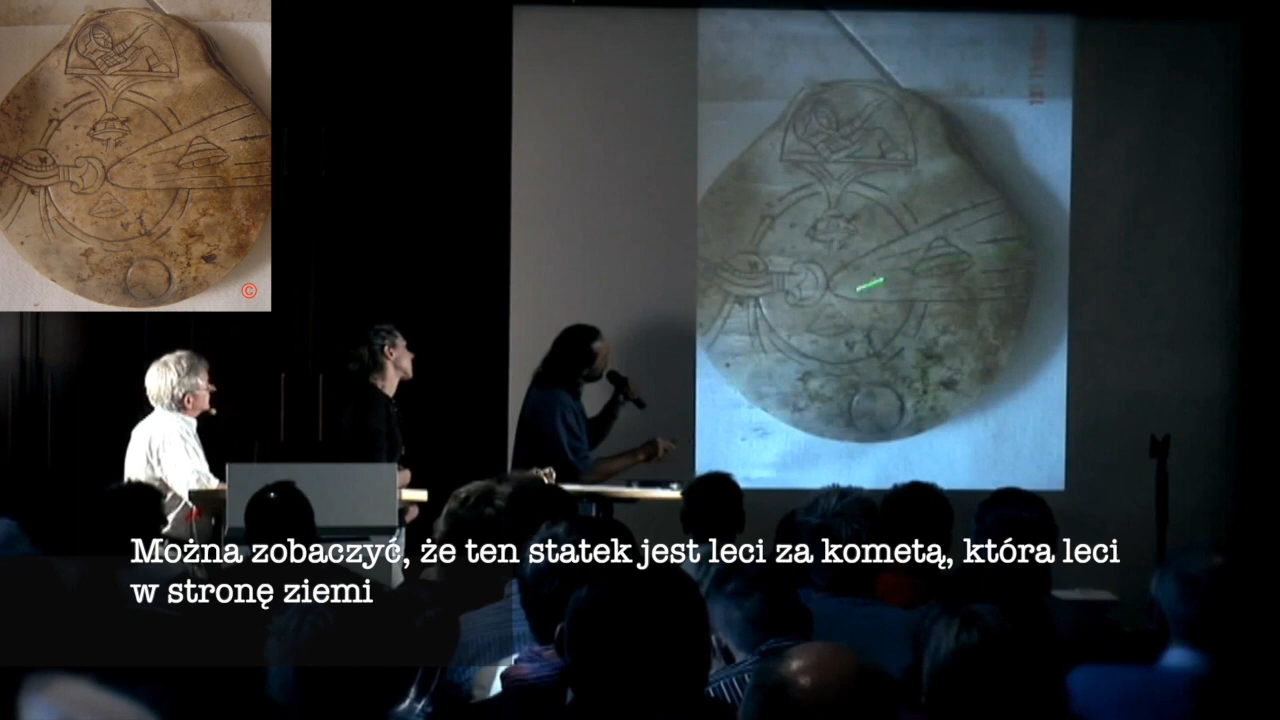 ©
Można zobaczyć, że ten statek jest leci za kometą, która leci
w stronę ziemi